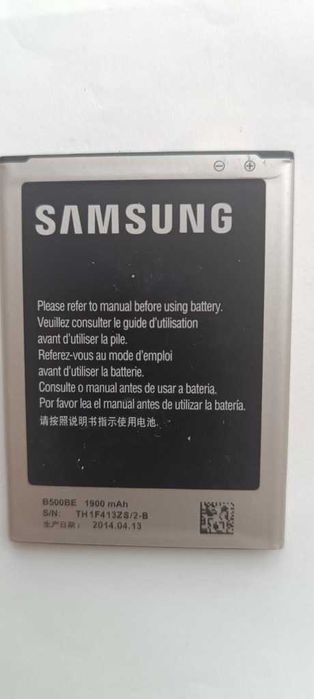 ⊖ ⊕
SAMSUNG
Please refer to manual before using battery.
Veuillez consulter le guide d'utilisation
avant d'utiliser la pile.
Referez-vous au mode d'emploi
avant d'utiliser la batterie.
Consulte o manual antes de usar a bateria.
Por favor lea el manual antes de utilizar la batería.
请按照说明书指示使用电池.
B500BE 1900 mAh
S/N: TH1F413ZS/2-B
生产日期: 2014.04.13